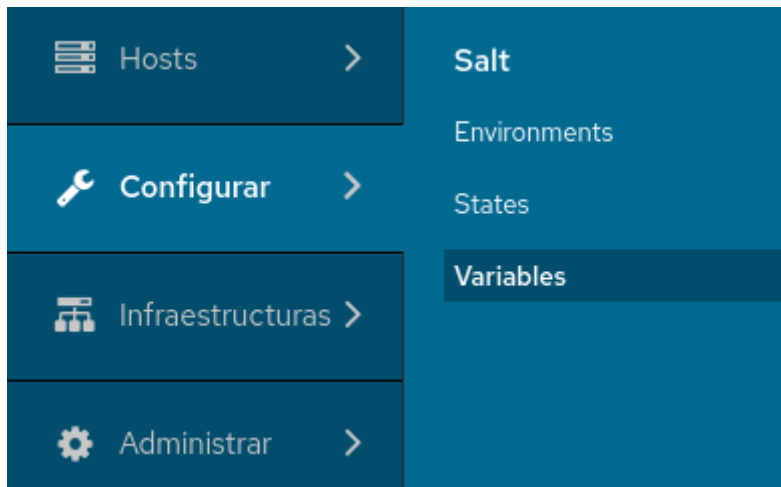 Hosts
Configurar
Infraestructuras
Administrar
Salt
Environments
States
Variables